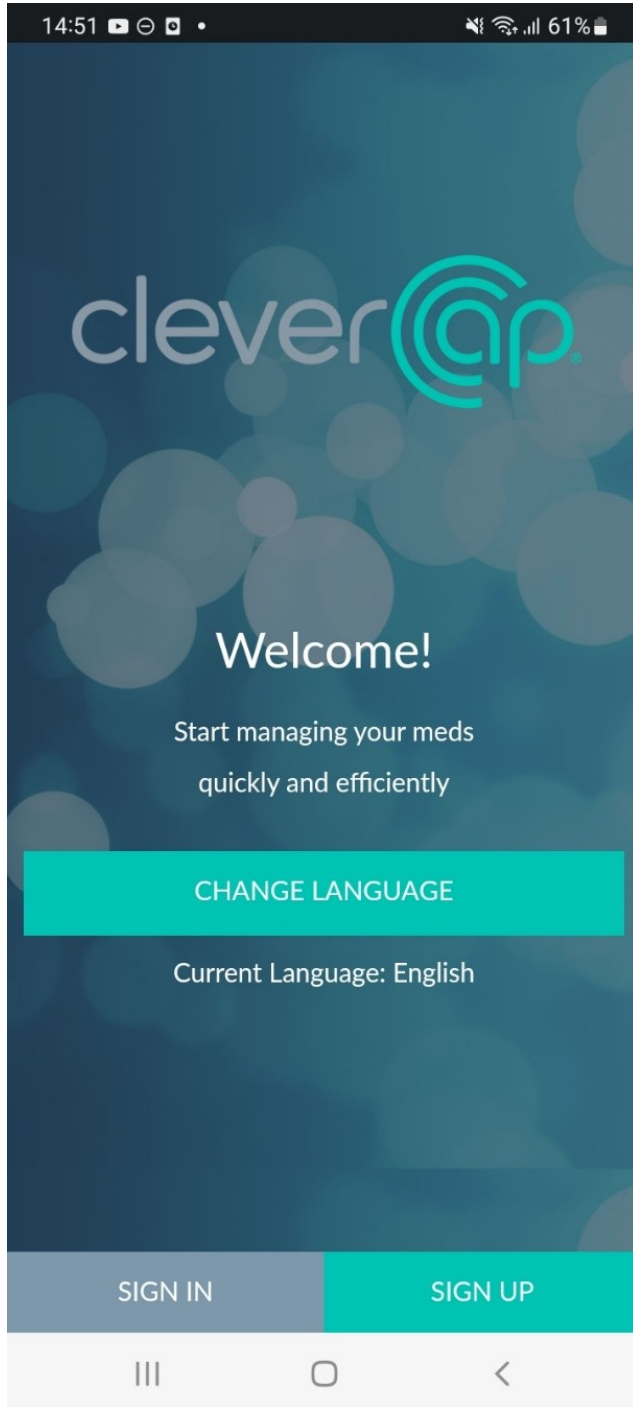 14:51
61%
clevercap
Welcome!
Start managing your meds
quickly and efficiently
CHANGE LANGUAGE
Current Language: English
SIGN IN
SIGN UP